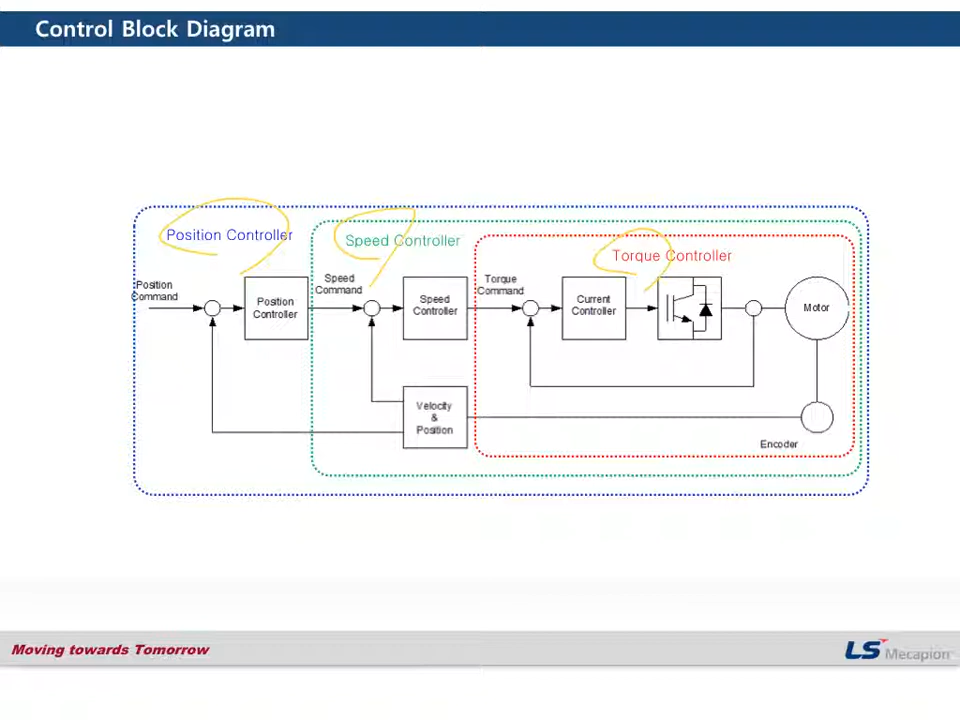 Control Block Diagram
Position Controller
Speed Controller
Torque Controller
Position
Command
Position
Controller
Speed
Command
Speed
Controller
Torque
Command
Current
Controller
Motor
Velocity
&
Position
Encoder
Moving towards Tomorrow
LS Mecapion